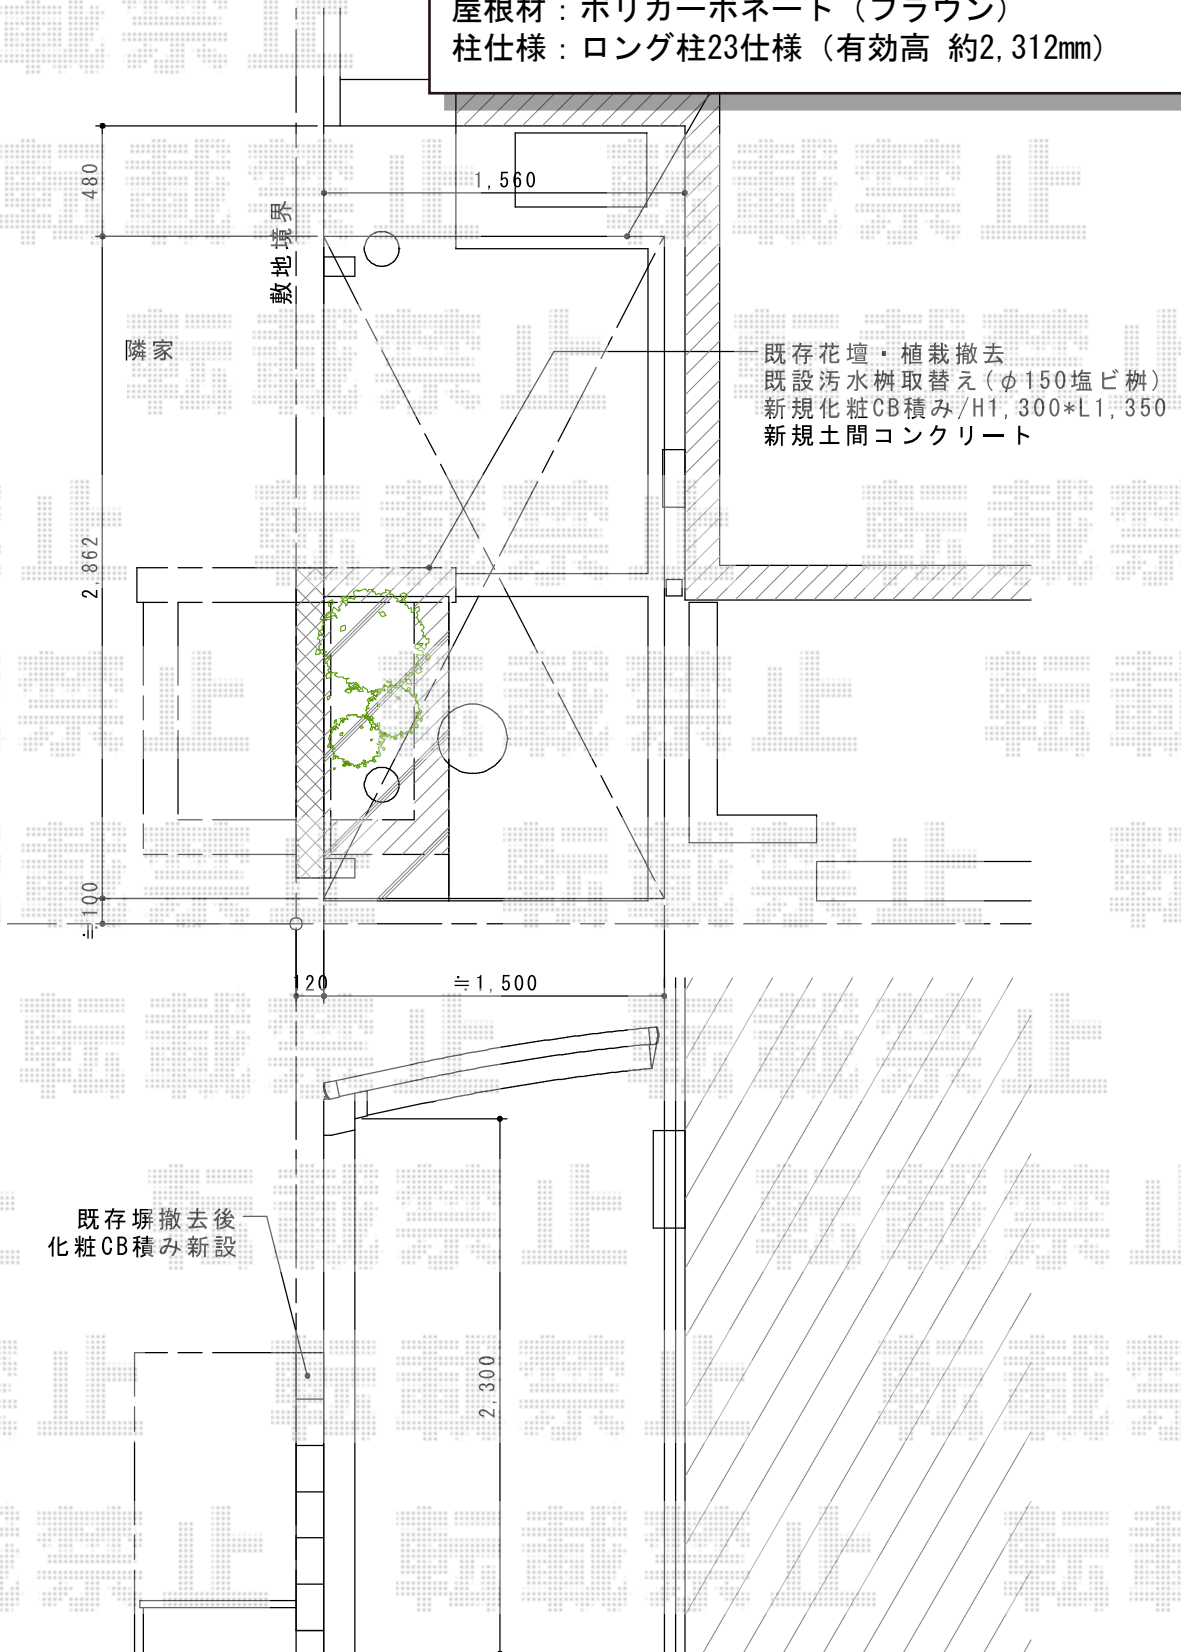 屋根材：ポリカーボネート（ブラウン）
柱仕様：ロング柱23仕様（有効高 約2,312mm）
480
1,560
敷地境界
隣家
既存花壇・植栽撤去
既設汚水桝取替え(φ150塩ビ桝)
新規化粧CB積み/H1,300*L1,350
新規土間コンクリート
2,862
≒100
120
≒1,500
既存塀撤去後
化粧CB積み新設
2,300
転載禁止